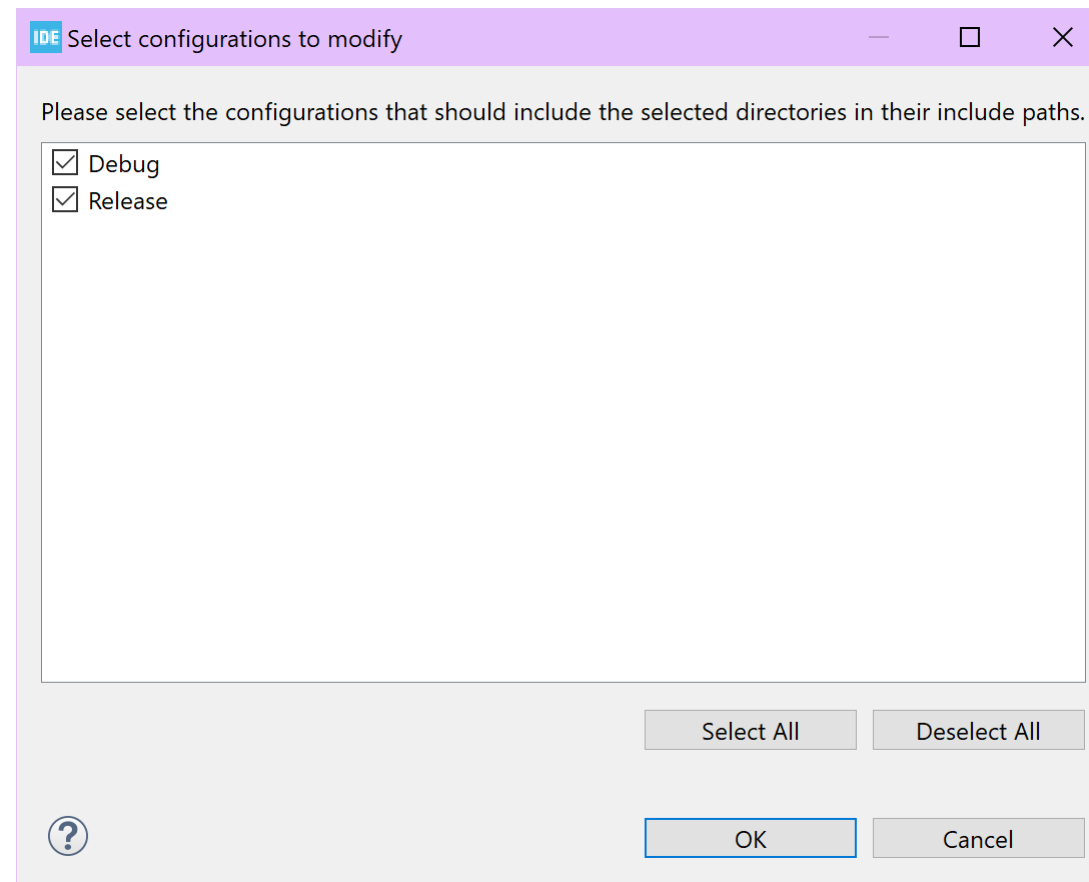 IDE Select configurations to modify
Please select the configurations that should include the selected directories in their include paths.
Debug
Release
Select All Deselect All
? OK Cancel